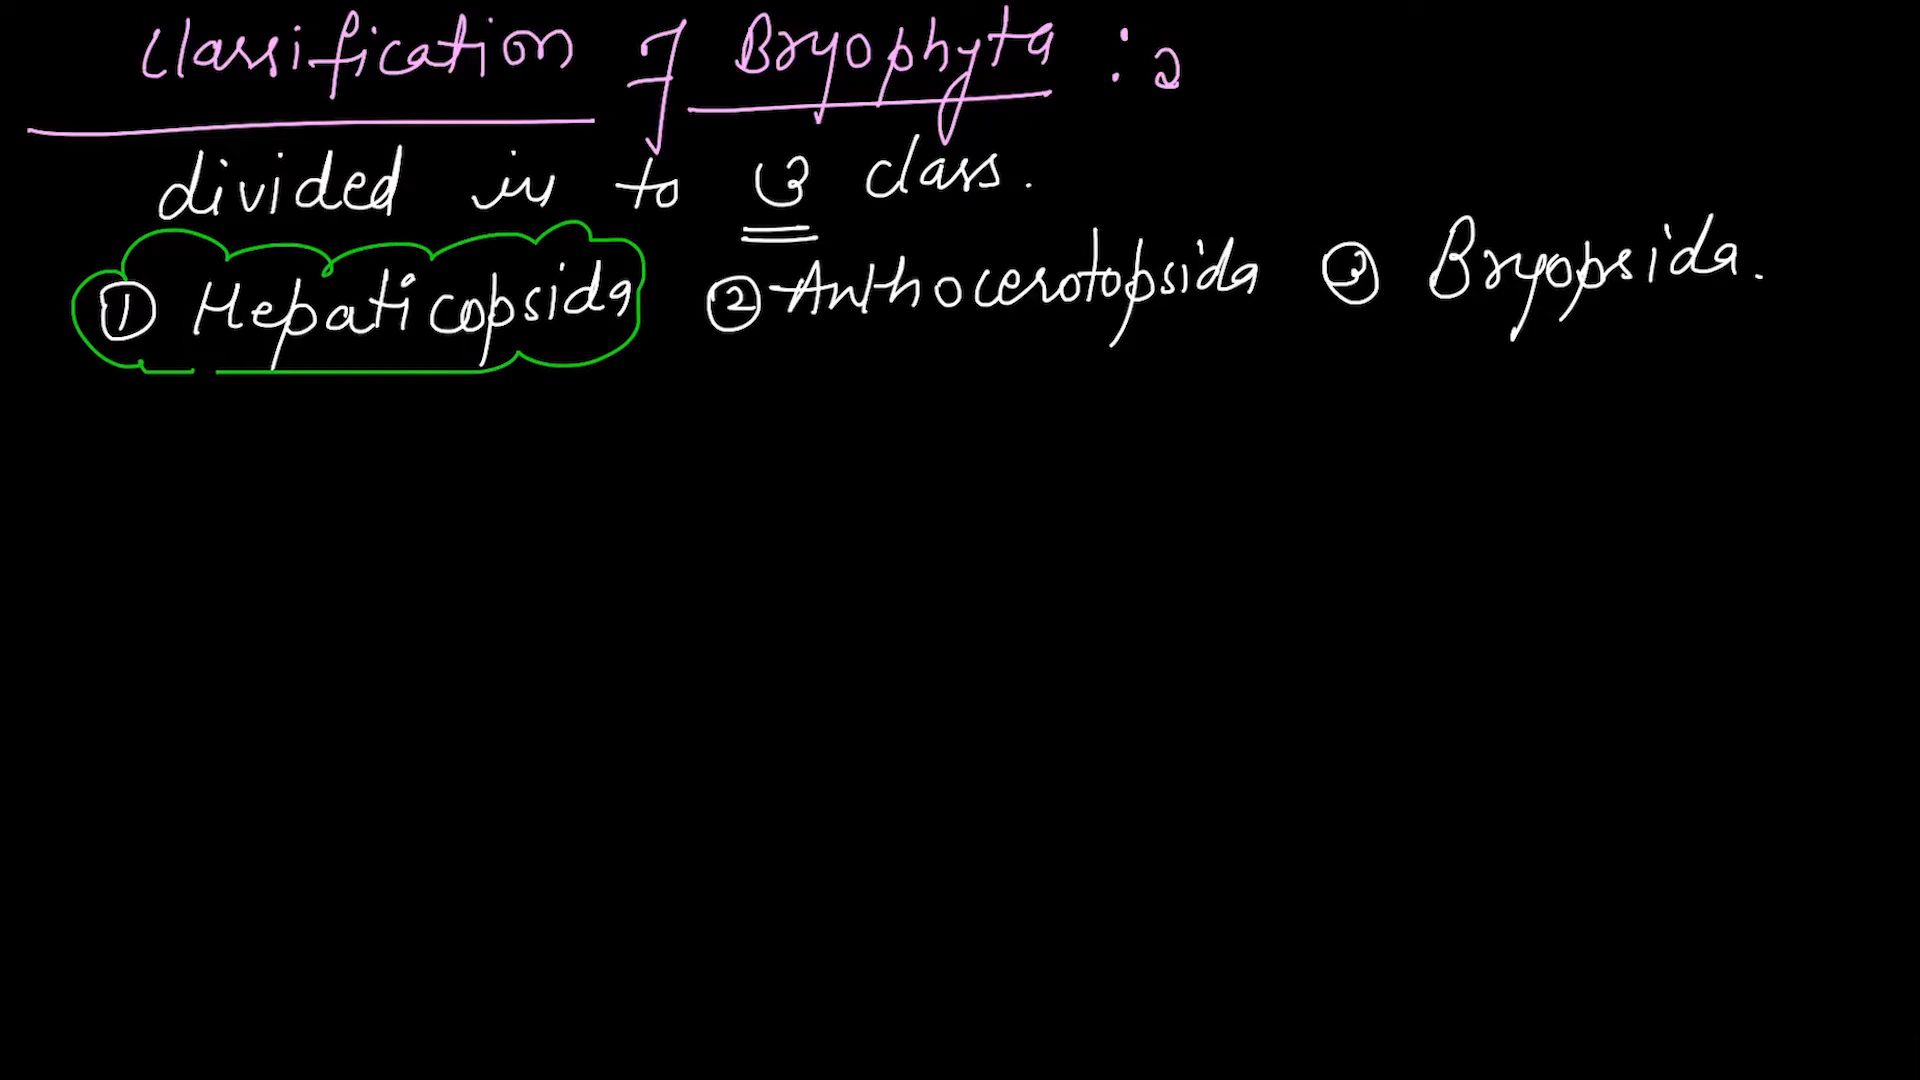 Classification of Bryophyta :-
divided in to 3 class.
① Hepaticopsida ② Anthocerotopsida ③ Bryopsida.